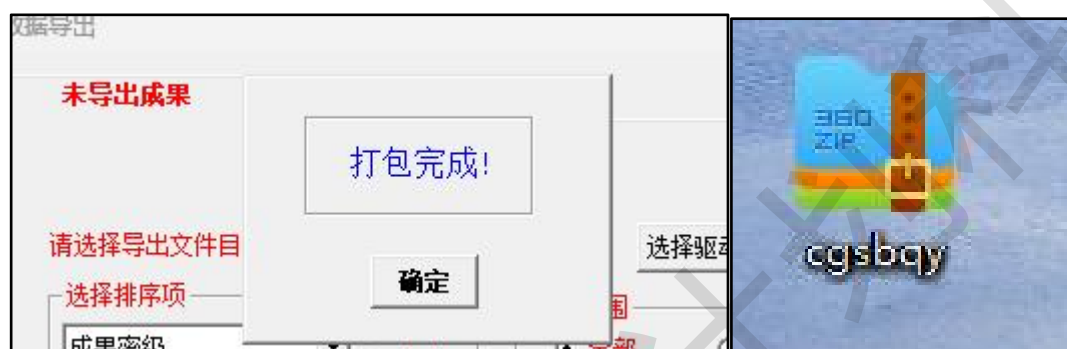 数据导出
未导出成果
打包完成!
请选择导出文件目
选择驱动
确定
选择排序项
围
成果密级
全部
360
ZIP
cgsbqy